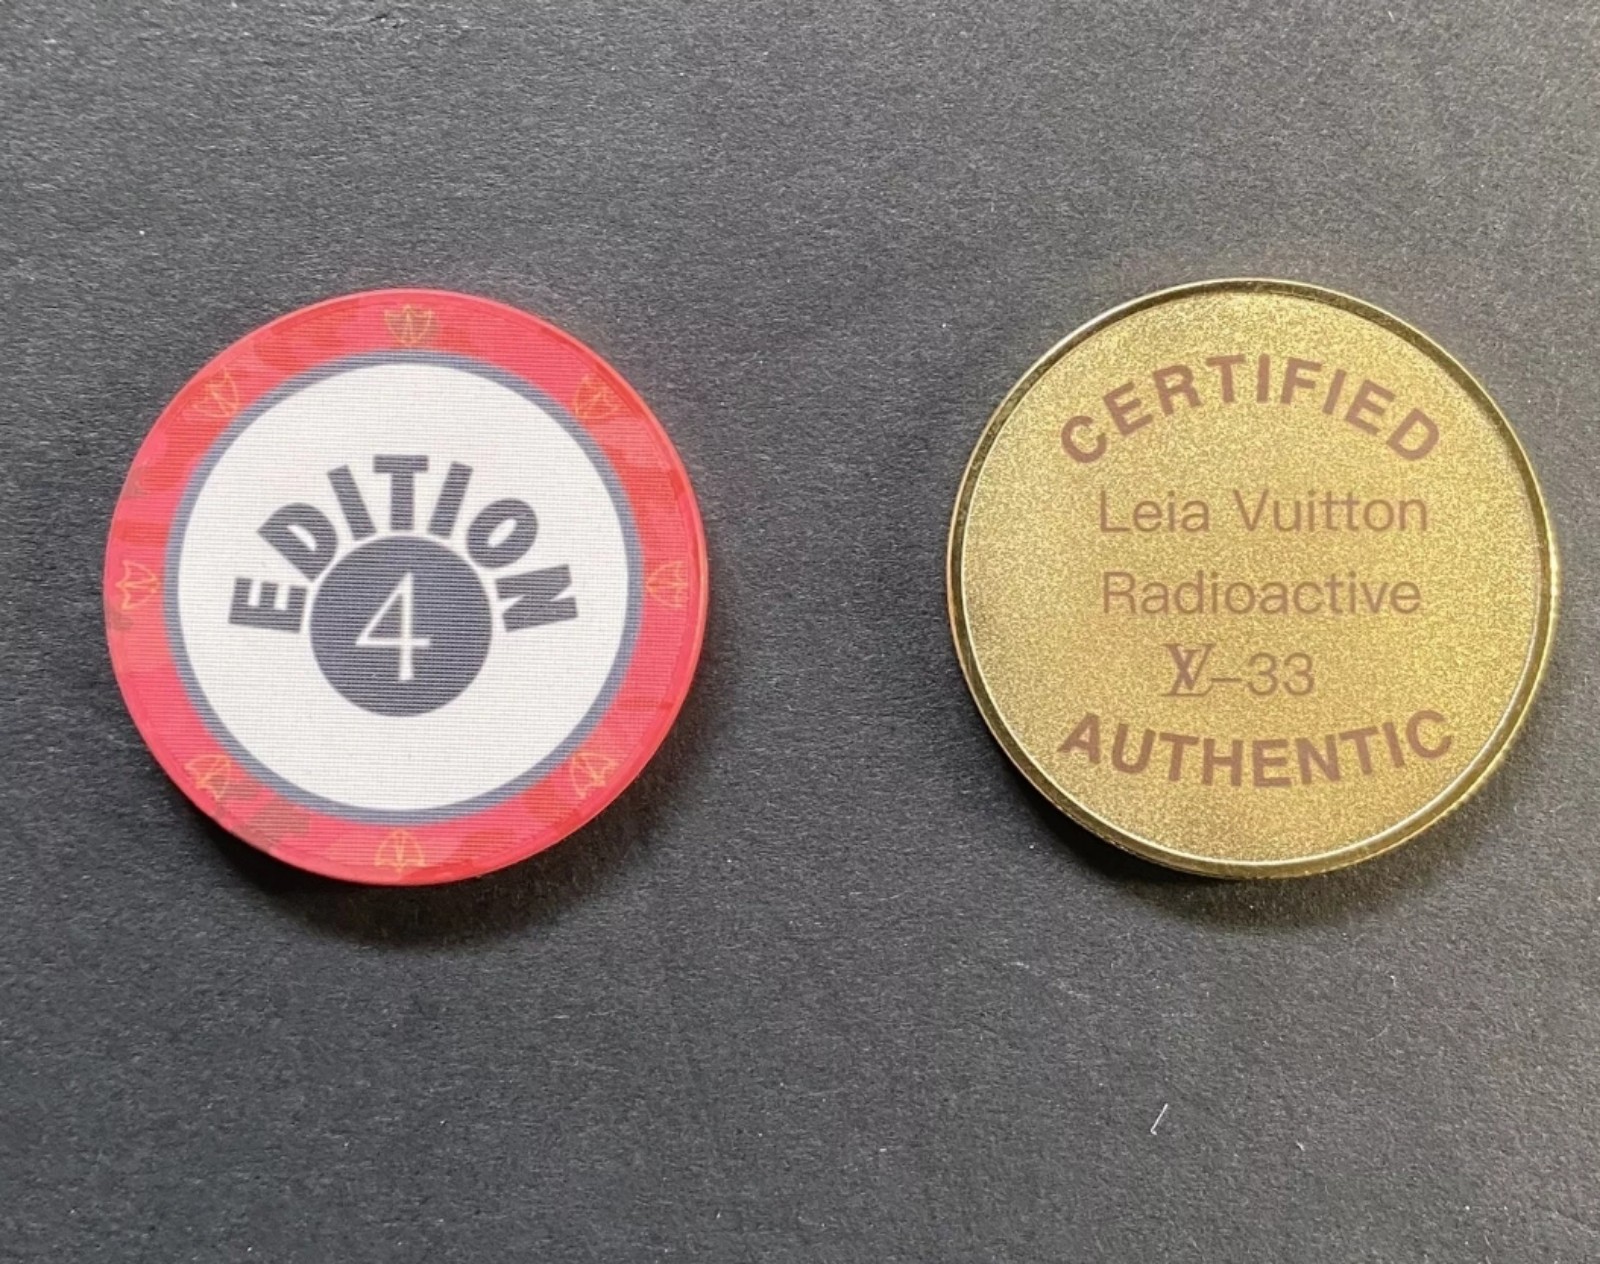 EDITION
4
CERTIFIED
Leia Vuitton
Radioactive
LV-33
AUTHENTIC